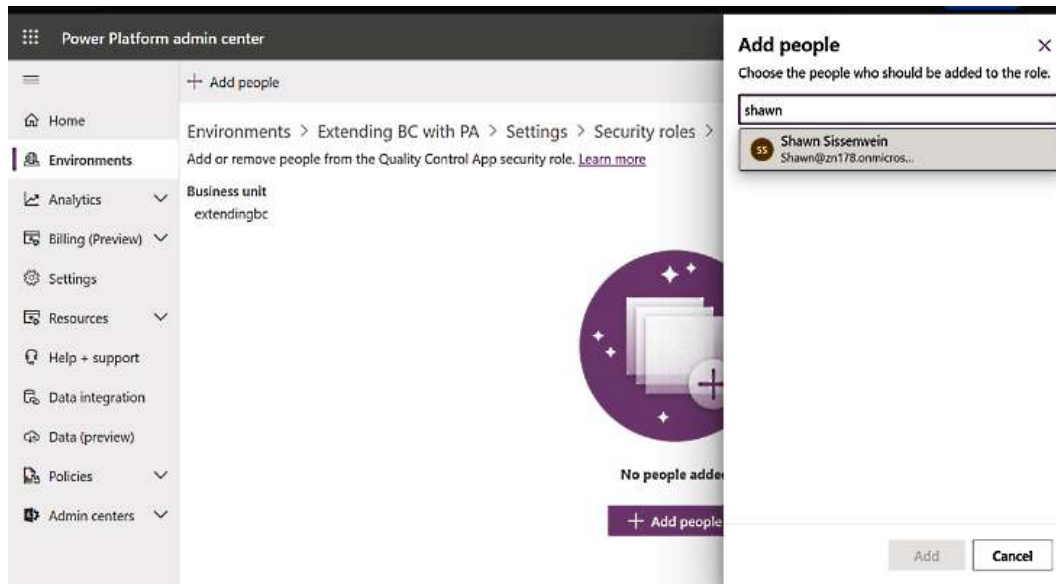 Power Platform admin center
+ Add people
Home
Environments
Analytics
Billing (Preview)
Settings
Resources
Help + support
Data integration
Data (preview)
Policies
Admin centers
Environments > Extending BC with PA > Settings > Security roles >
Add or remove people from the Quality Control App security role. Learn more
Business unit
extendingbc
No people added
+ Add people
Add people
Choose the people who should be added to the role.
shawn
SS
Shawn Sissenwein
Shawn@zn178.onmicros...
Add
Cancel